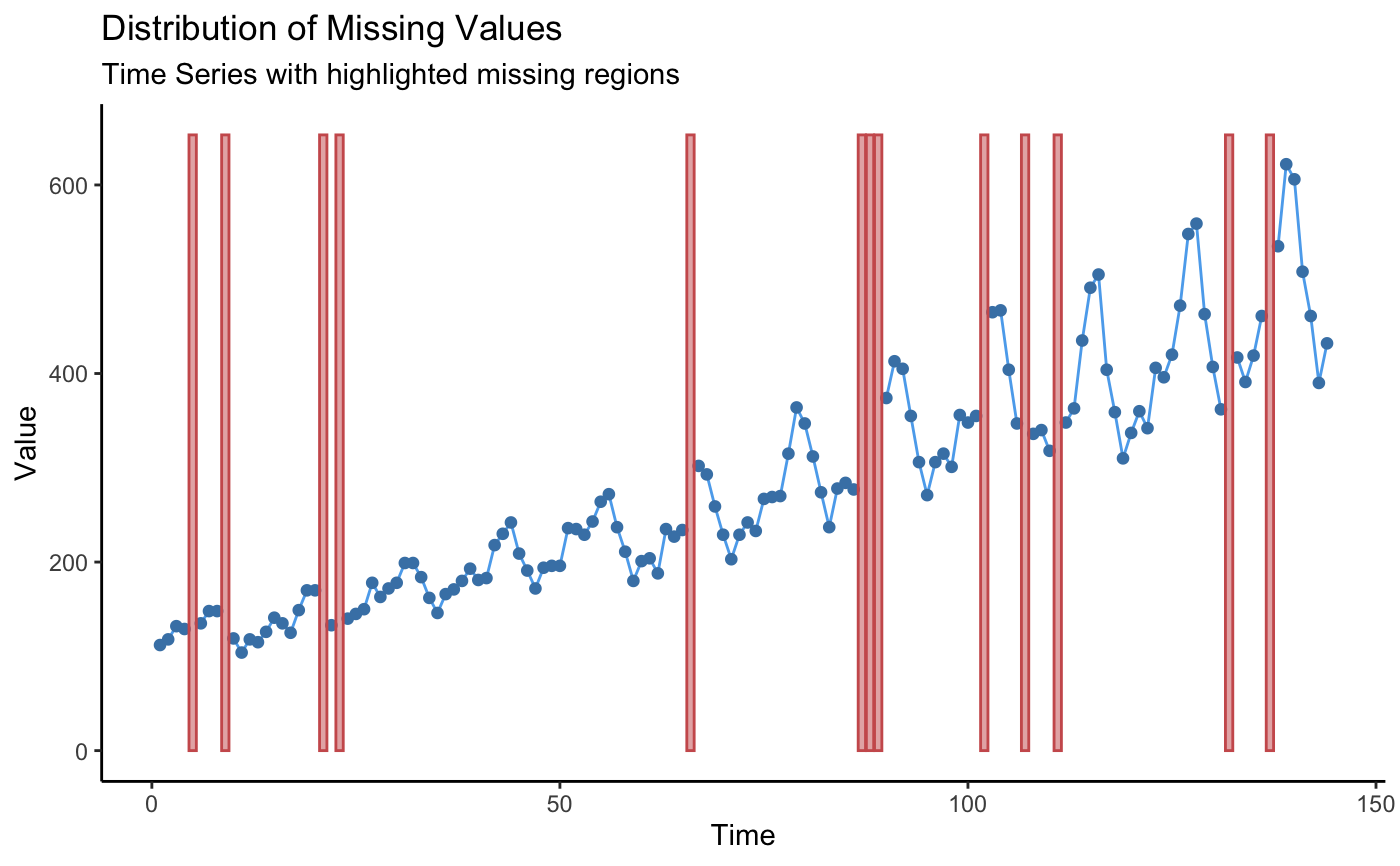 Distribution of Missing Values
Time Series with highlighted missing regions
Value
600
400
200
0
0 50 100 150
Time